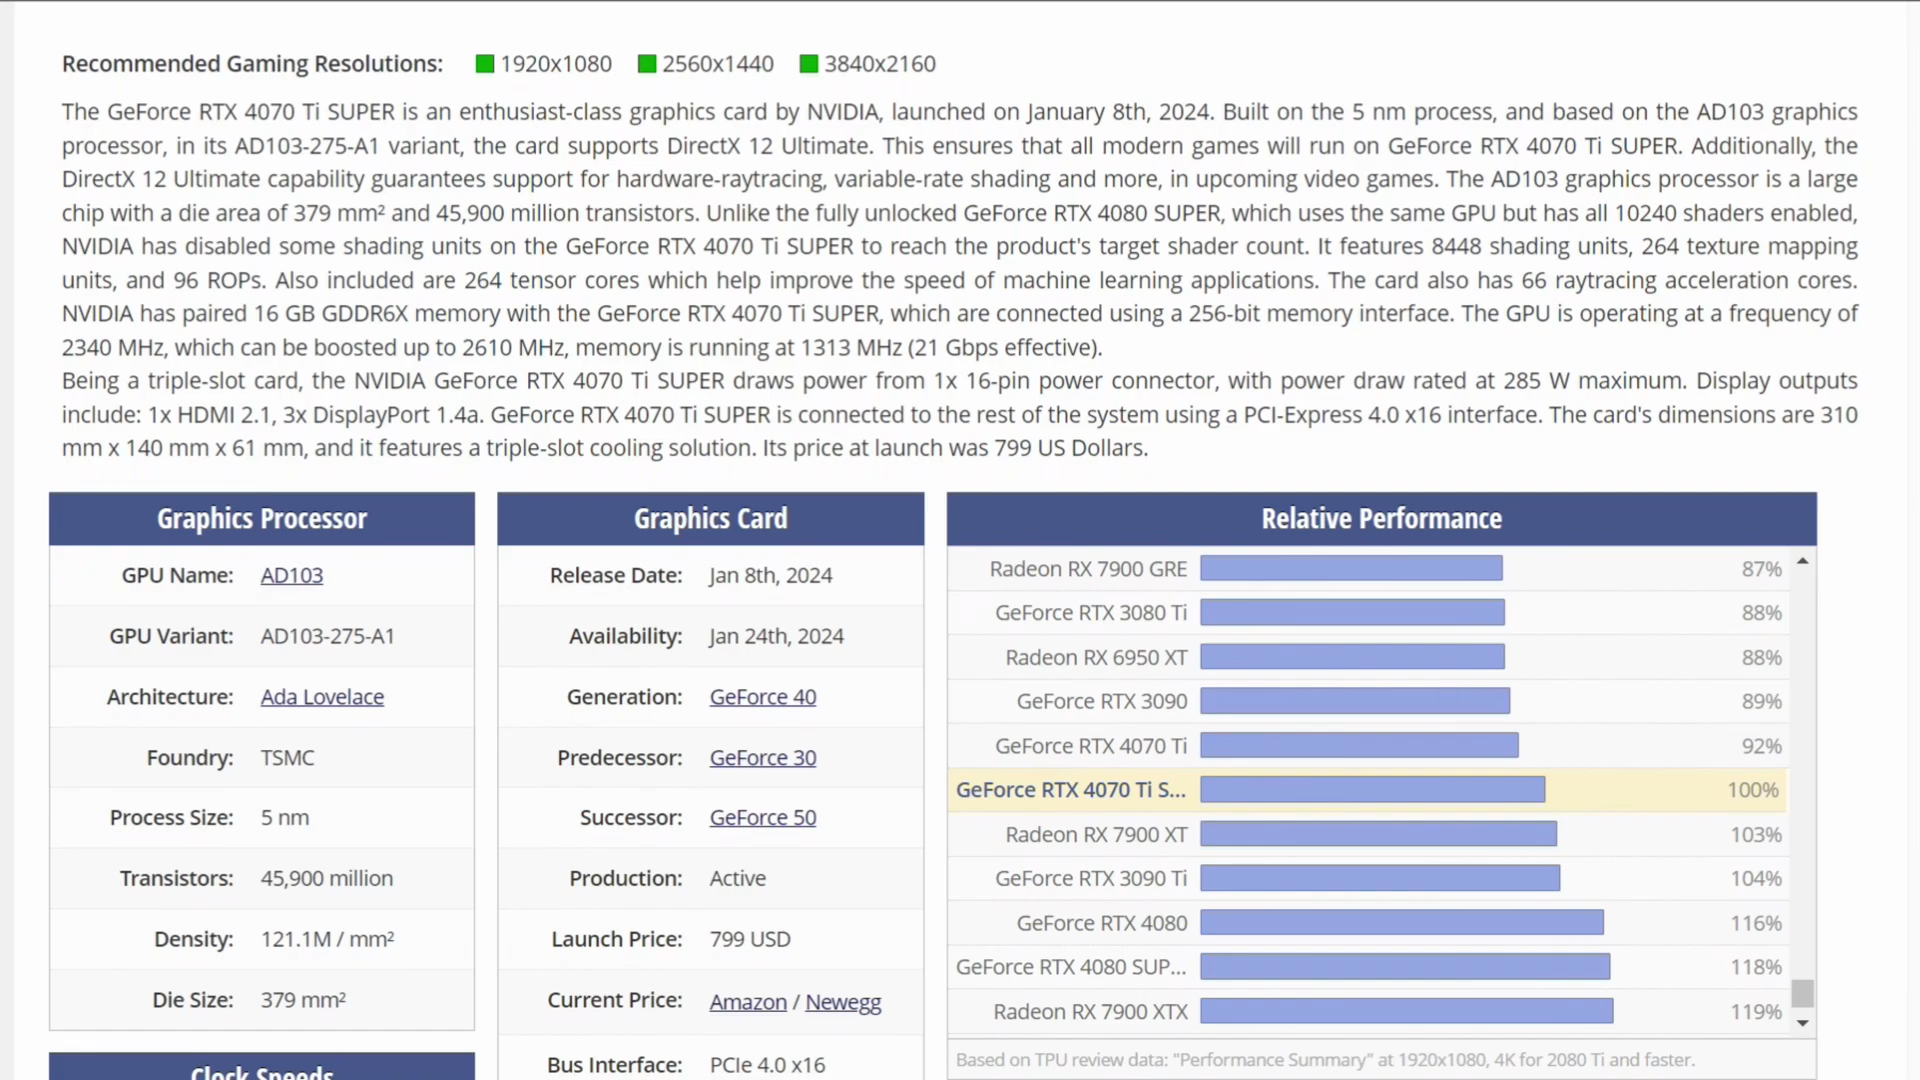 Recommended Gaming Resolutions: 1920x1080 2560x1440 3840x2160
The GeForce RTX 4070 Ti SUPER is an enthusiast-class graphics card by NVIDIA, launched on January 8th, 2024. Built on the 5 nm process, and based on the AD103 graphics
processor, in its AD103-275-A1 variant, the card supports DirectX 12 Ultimate. This ensures that all modern games will run on GeForce RTX 4070 Ti SUPER. Additionally, the
DirectX 12 Ultimate capability guarantees support for hardware-raytracing, variable-rate shading and more, in upcoming video games. The AD103 graphics processor is a large
chip with a die area of 379 mm² and 45,900 million transistors. Unlike the fully unlocked GeForce RTX 4080 SUPER, which uses the same GPU but has all 10240 shaders enabled,
NVIDIA has disabled some shading units on the GeForce RTX 4070 Ti SUPER to reach the product's target shader count. It features 8448 shading units, 264 texture mapping
units, and 96 ROPs. Also included are 264 tensor cores which help improve the speed of machine learning applications. The card also has 66 raytracing acceleration cores.
NVIDIA has paired 16 GB GDDR6X memory with the GeForce RTX 4070 Ti SUPER, which are connected using a 256-bit memory interface. The GPU is operating at a frequency of
2340 MHz, which can be boosted up to 2610 MHz, memory is running at 1313 MHz (21 Gbps effective).
Being a triple-slot card, the NVIDIA GeForce RTX 4070 Ti SUPER draws power from 1x 16-pin power connector, with power draw rated at 285 W maximum. Display outputs
include: 1x HDMI 2.1, 3x DisplayPort 1.4a. GeForce RTX 4070 Ti SUPER is connected to the rest of the system using a PCI-Express 4.0 x16 interface. The card's dimensions are 310
mm x 140 mm x 61 mm, and it features a triple-slot cooling solution. Its price at launch was 799 US Dollars.
Graphics Processor
GPU Name: AD103
GPU Variant: AD103-275-A1
Architecture: Ada Lovelace
Foundry: TSMC
Process Size: 5 nm
Transistors: 45,900 million
Density: 121.1M / mm²
Die Size: 379 mm²
Clock Speeds
Graphics Card
Release Date: Jan 8th, 2024
Availability: Jan 24th, 2024
Generation: GeForce 40
Predecessor: GeForce 30
Successor: GeForce 50
Production: Active
Launch Price: 799 USD
Current Price: Amazon / Newegg
Bus Interface: PCIe 4.0 x16
Relative Performance
Radeon RX 7900 GRE 87%
GeForce RTX 3080 Ti 88%
Radeon RX 6950 XT 88%
GeForce RTX 3090 89%
GeForce RTX 4070 Ti 92%
GeForce RTX 4070 Ti S... 100%
Radeon RX 7900 XT 103%
GeForce RTX 3090 Ti 104%
GeForce RTX 4080 116%
GeForce RTX 4080 SUP... 118%
Radeon RX 7900 XTX 119%
Based on TPU review data: "Performance Summary" at 1920x1080, 4K for 2080 Ti and faster.